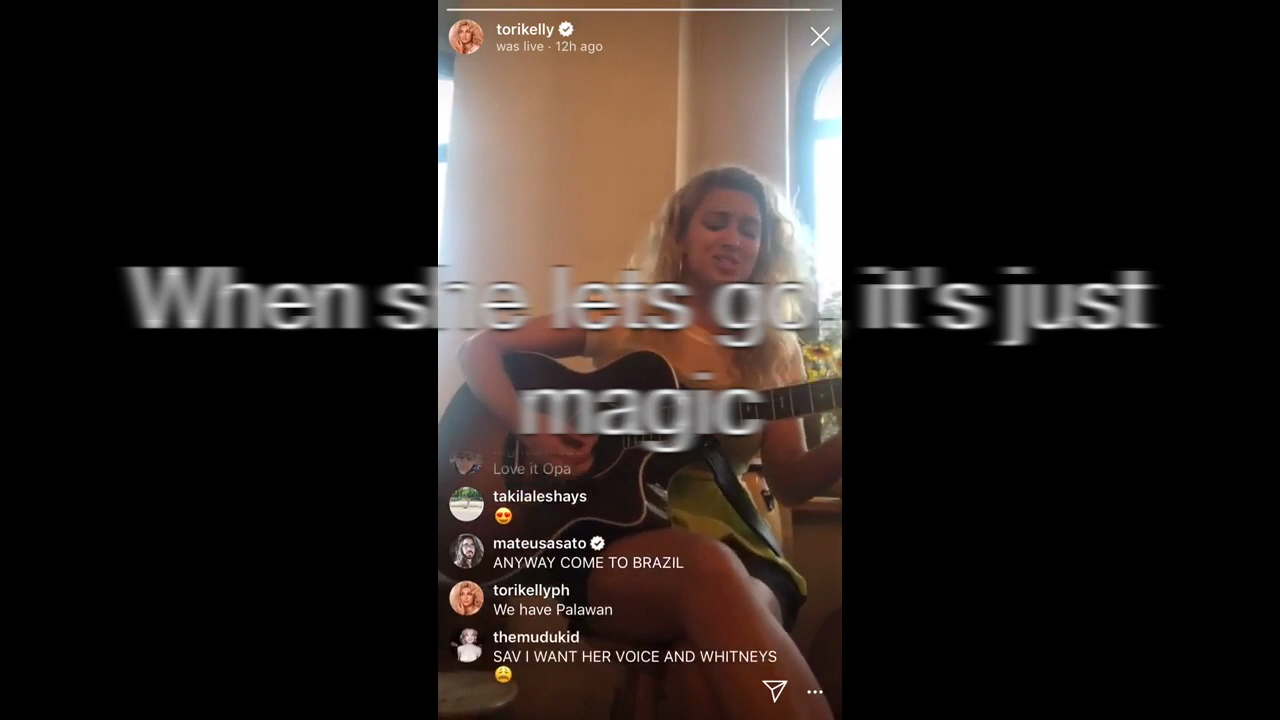 torikelly
was live · 12h ago
When she lets go, it's just
magic
Love it Opa
takilaleshays
😍
mateusasato
ANYWAY COME TO BRAZIL
torikellyph
We have Palawan
themudukid
SAV I WANT HER VOICE AND WHITNEYS
😩